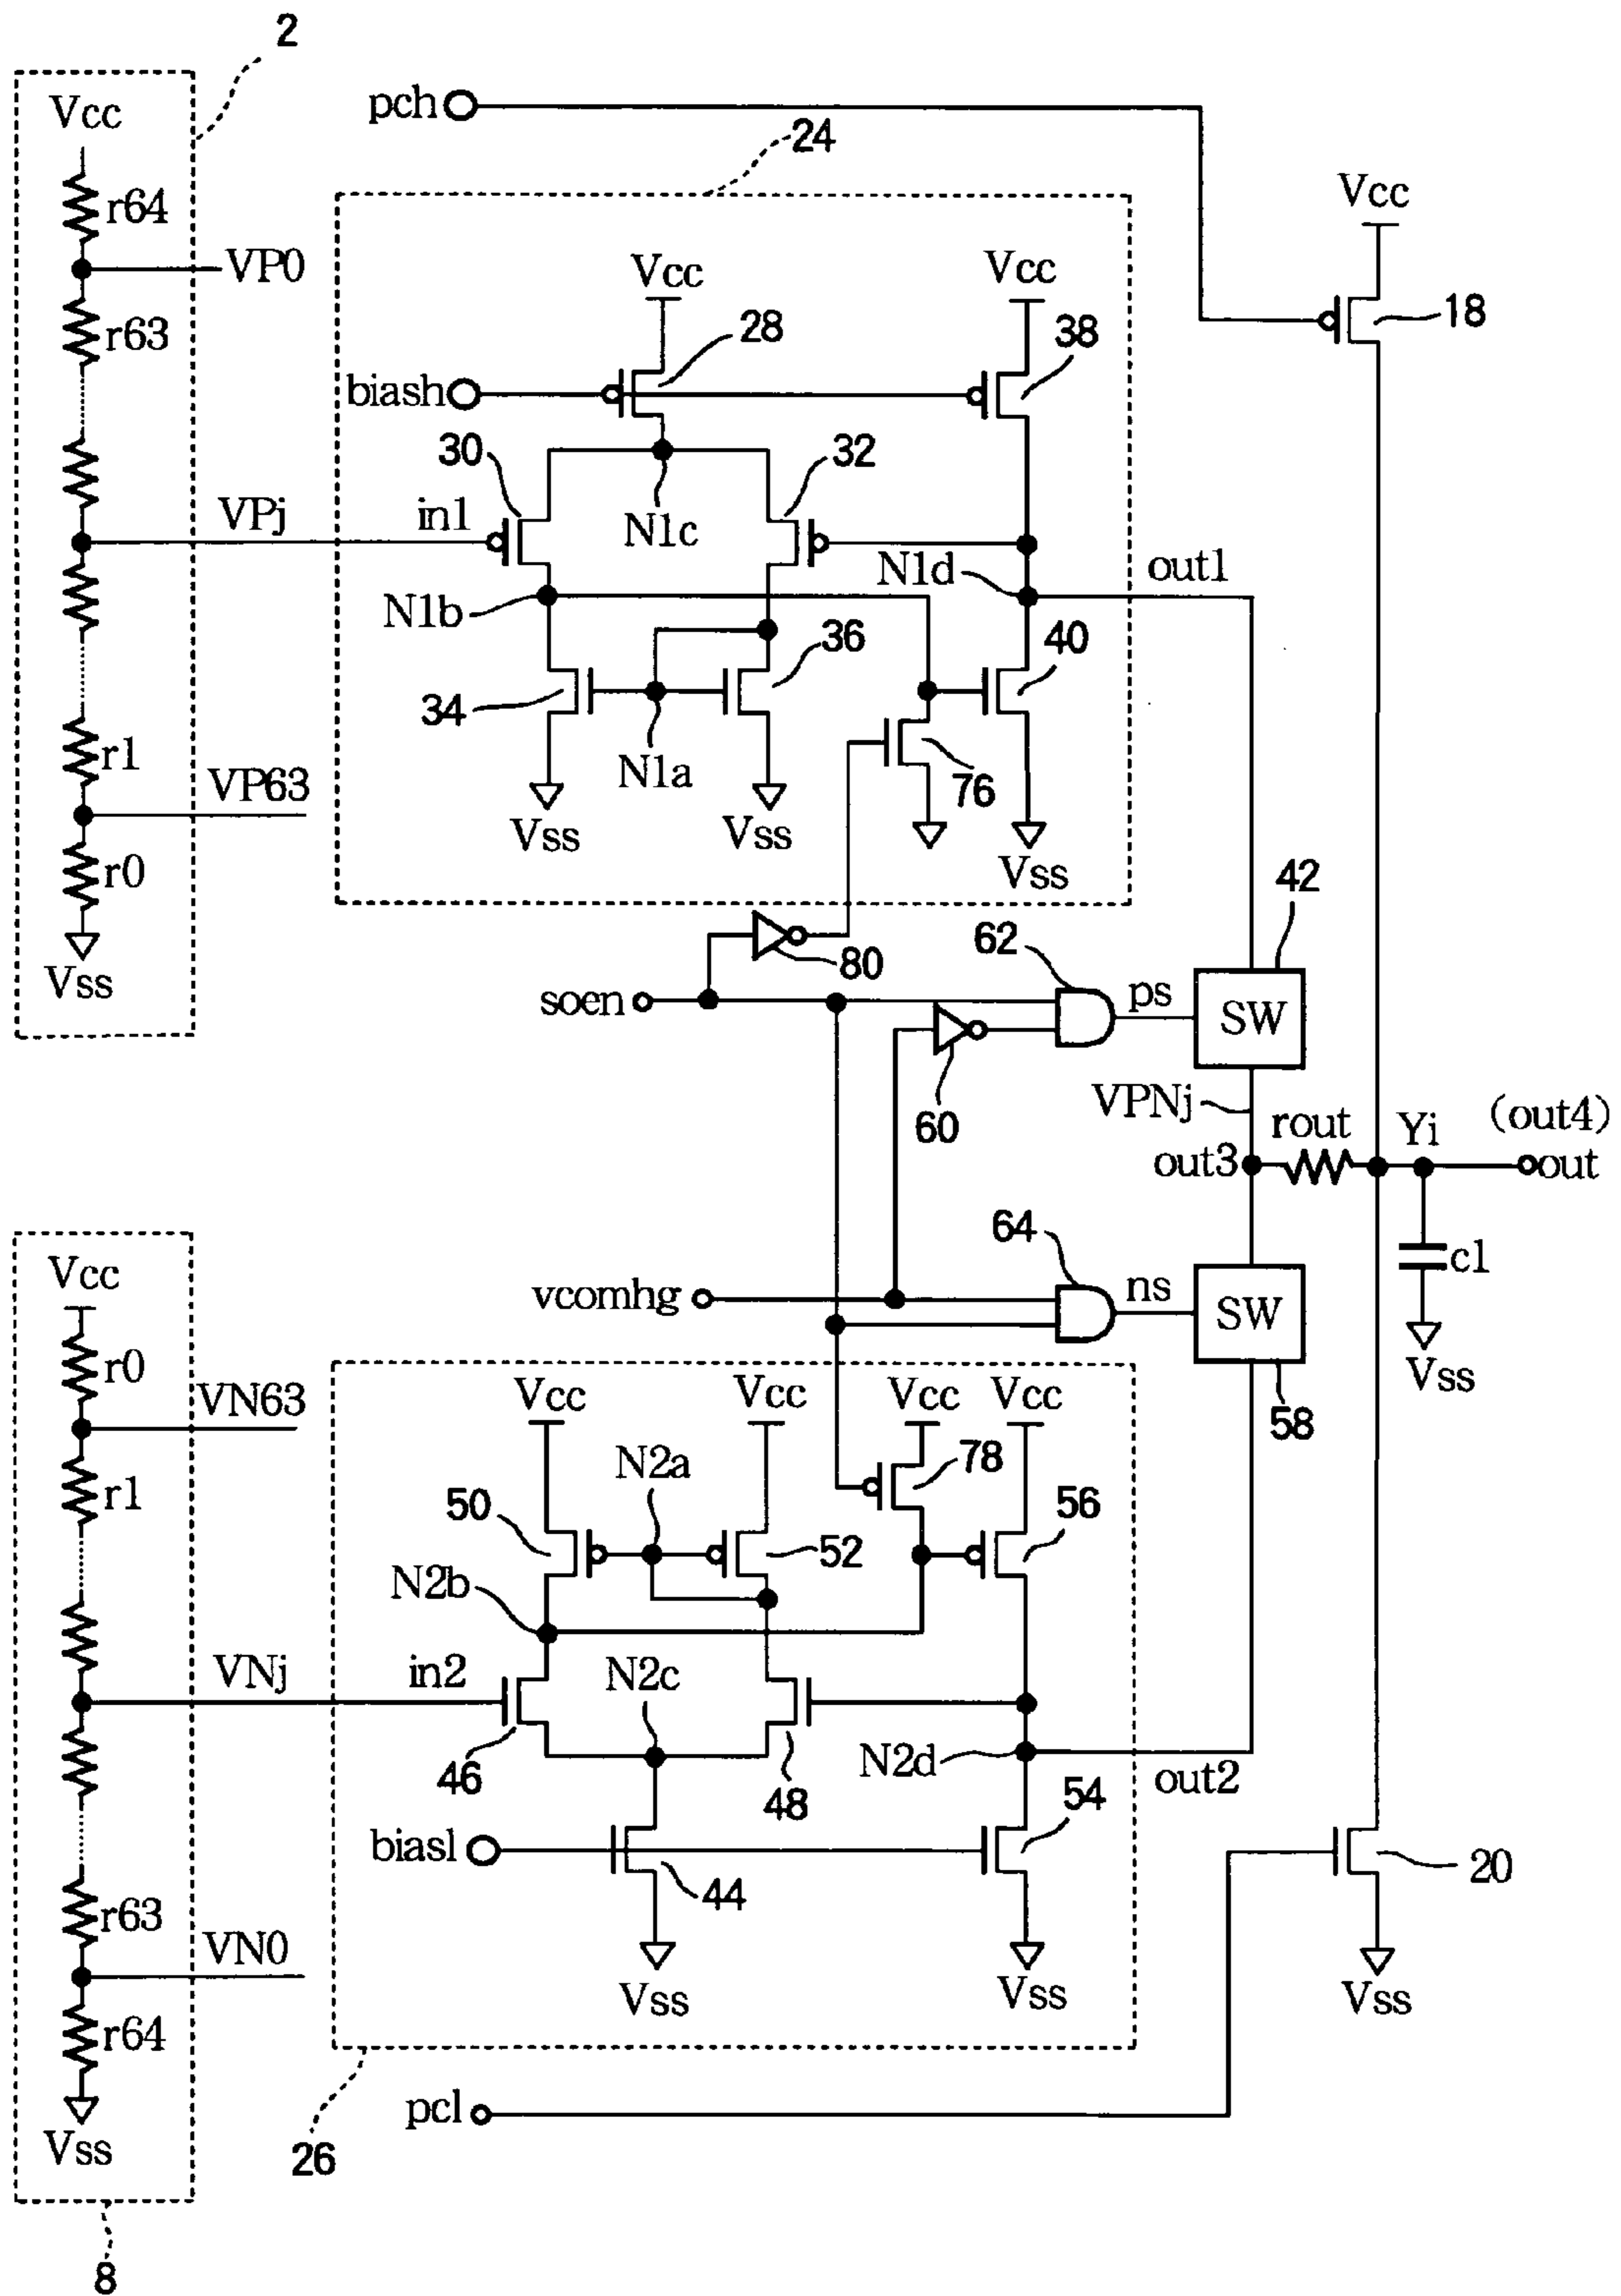 2
Vcc
r64
VP0
r63
VPj
r1
VP63
r0
Vss
pch
24
Vcc
18
Vcc
Vcc
28
38
biash
30
32
in1
N1c
N1d
out1
N1b
36
40
34
N1a
76
Vss
Vss
Vss
80
62
42
soen
ps
SW
60
VPNj
rout
Yi
(out4)
out3
out
64
c1
vcomhg
ns
SW
Vss
58
Vcc
r0
VN63
r1
VNj
r63
VN0
r64
Vss
8
Vcc
Vcc
Vcc
Vcc
N2a
78
50
52
56
N2b
in2
N2c
46
48
N2d
out2
54
biasl
44
20
Vss
Vss
Vss
26
pcl